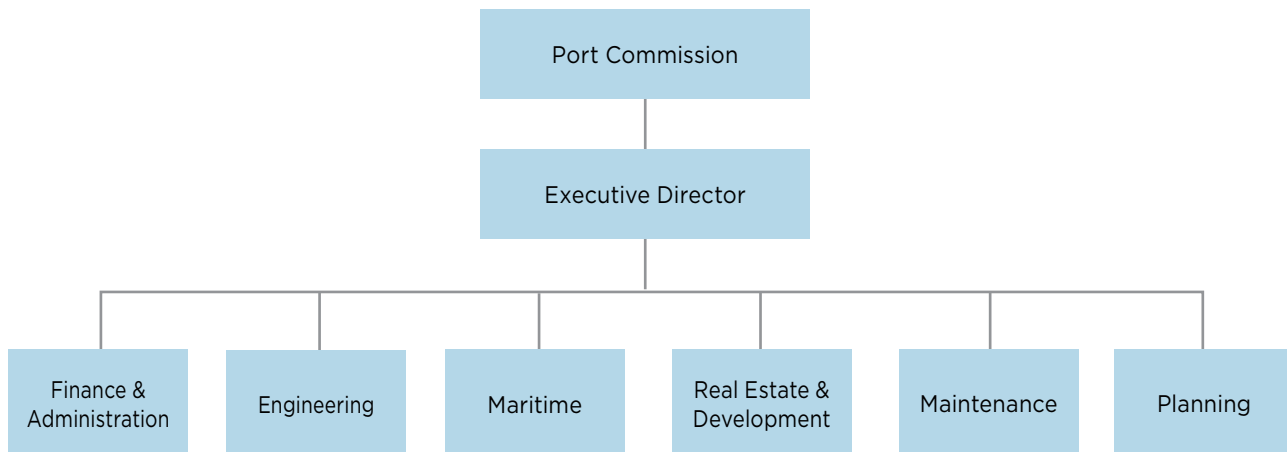 Port Commission
Executive Director
Finance &
Administration
Engineering
Maritime
Real Estate &
Development
Maintenance
Planning